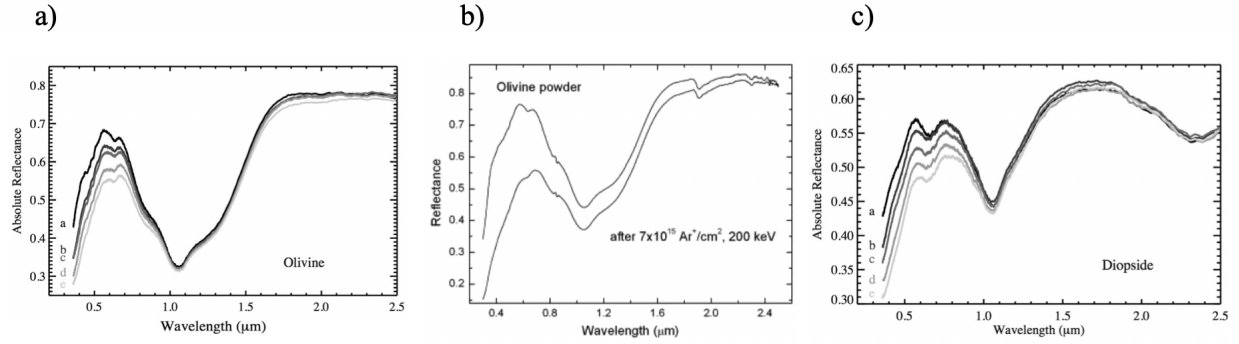 a)
b)
c)
Absolute Reflectance
0.8
0.7
0.6
0.5
0.4
0.3
a
b
c
d
e
Olivine
0.5
1.0
1.5
2.0
2.5
Wavelength (μm)
Reflectance
0.8
0.7
0.6
0.5
0.4
0.3
0.2
Olivine powder
after 7x10¹⁵ Ar⁺/cm², 200 keV
0.4
0.8
1.2
1.6
2.0
2.4
Wavelength (μm)
Absolute Reflectance
0.65
0.60
0.55
0.50
0.45
0.40
0.35
0.30
a
b
c
d
e
Diopside
0.5
1.0
1.5
2.0
2.5
Wavelength (μm)